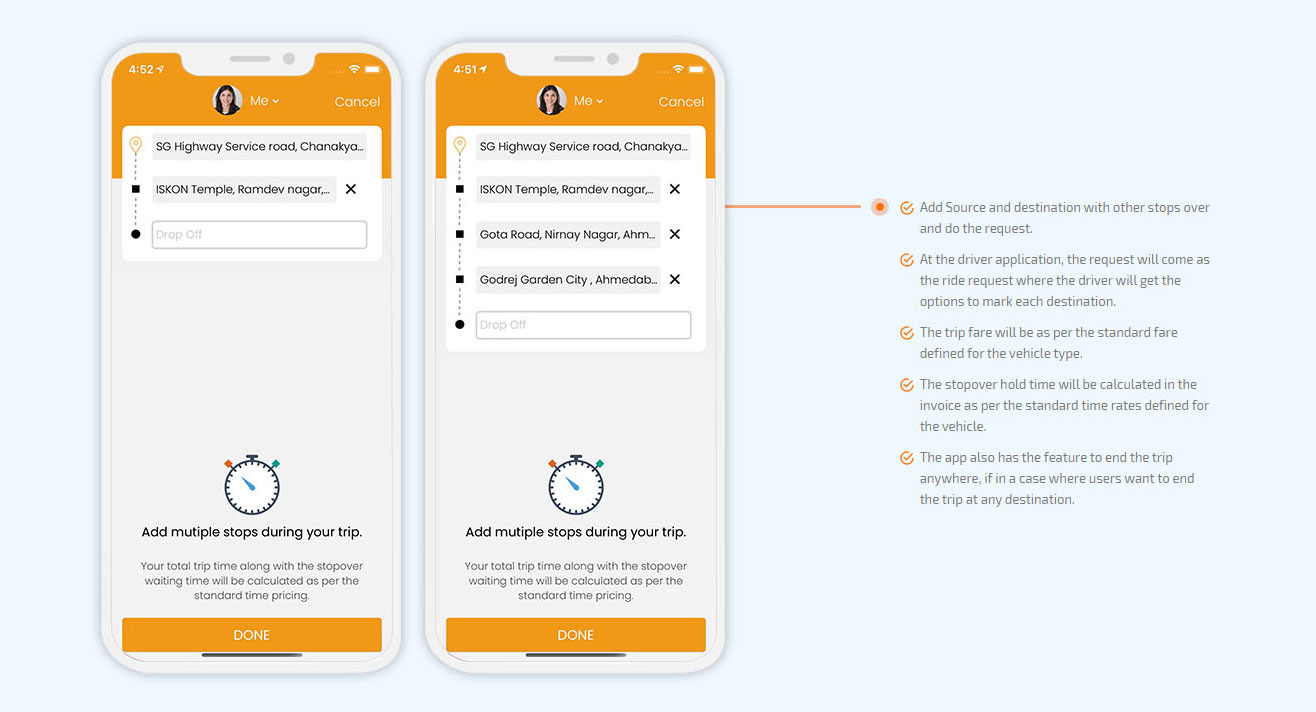 4:52
Me
Cancel
SG Highway Service road, Chanakya...
ISKON Temple, Ramdev nagar,...
Drop Off
Add mutiple stops during your trip.
Your total trip time along with the stopover
waiting time will be calculated as per the
standard time pricing.
DONE
4:51
Me
Cancel
SG Highway Service road, Chanakya...
ISKON Temple, Ramdev nagar,...
Gota Road, Nirnay Nagar, Ahm...
Godrej Garden City , Ahmedab...
Drop Off
Add mutiple stops during your trip.
Your total trip time along with the stopover
waiting time will be calculated as per the
standard time pricing.
DONE
Add Source and destination with other stops over
and do the request.
At the driver application, the request will come as
the ride request where the driver will get the
options to mark each destination.
The trip fare will be as per the standard fare
defined for the vehicle type.
The stopover hold time will be calculated in the
invoice as per the standard time rates defined for
the vehicle.
The app also has the feature to end the trip
anywhere, if in a case where users want to end
the trip at any destination.